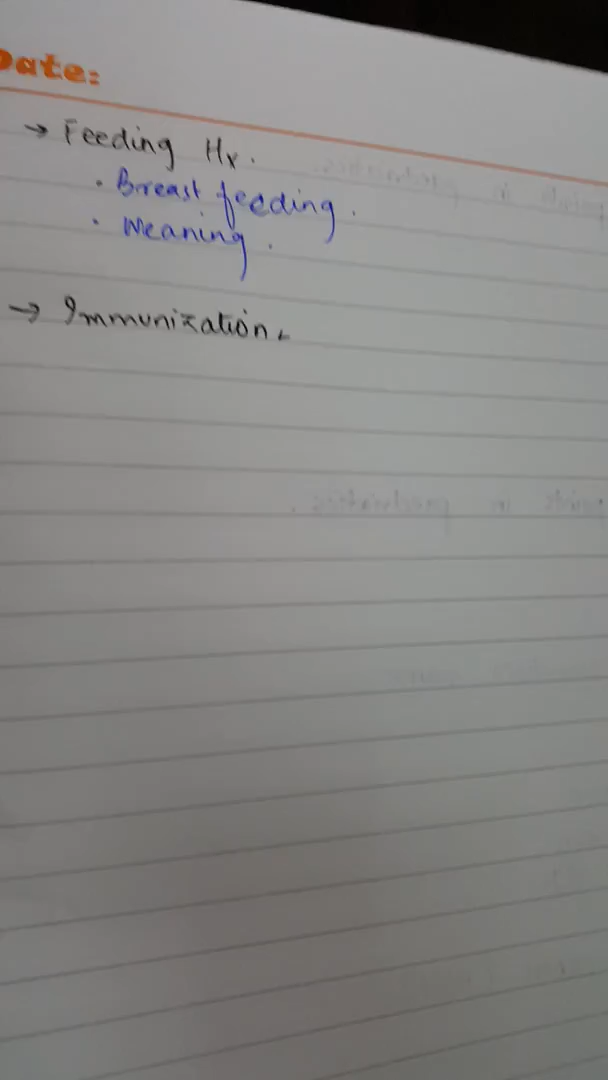 Date:
→ Feeding Hx.
• Breast feeding.
• Weaning.
→ Immunization.